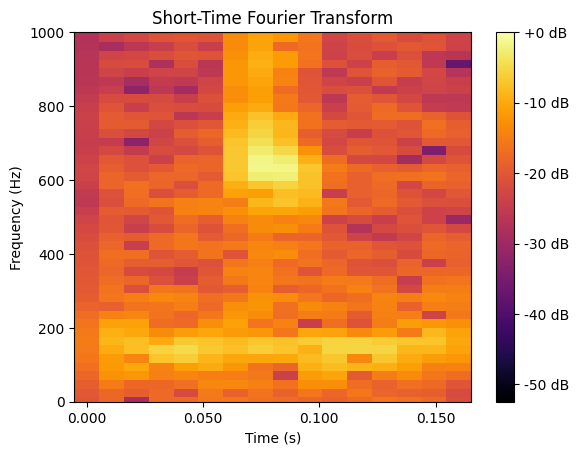 Short-Time Fourier Transform
Frequency (Hz)
1000
800
600
400
200
0
0.000
0.050
0.100
0.150
Time (s)
+0 dB
-10 dB
-20 dB
-30 dB
-40 dB
-50 dB